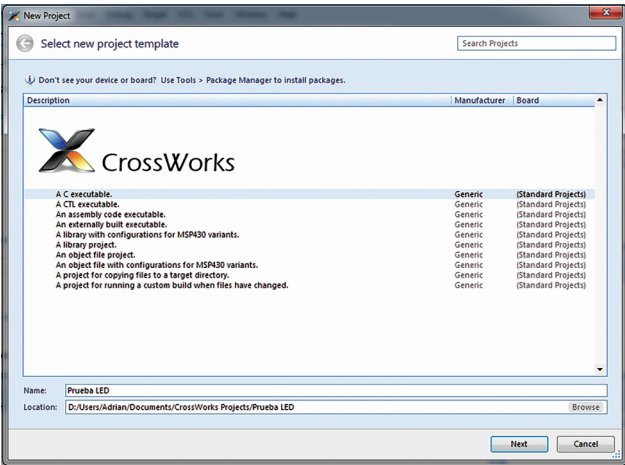 New Project
Select new project template
Search Projects
Don't see your device or board? Use Tools > Package Manager to install packages.
Description Manufacturer Board
CrossWorks
A C executable. Generic (Standard Projects)
A CTL executable. Generic (Standard Projects)
An assembly code executable. Generic (Standard Projects)
An externally built executable. Generic (Standard Projects)
A library with configurations for MSP430 variants. Generic (Standard Projects)
A library project. Generic (Standard Projects)
An object file project. Generic (Standard Projects)
An object file with configurations for MSP430 variants. Generic (Standard Projects)
A project for copying files to a target directory. Generic (Standard Projects)
A project for running a custom build when files have changed. Generic (Standard Projects)
Name: Prueba LED
Location: D:/Users/Adrian/Documents/CrossWorks Projects/Prueba LED Browse
Next Cancel